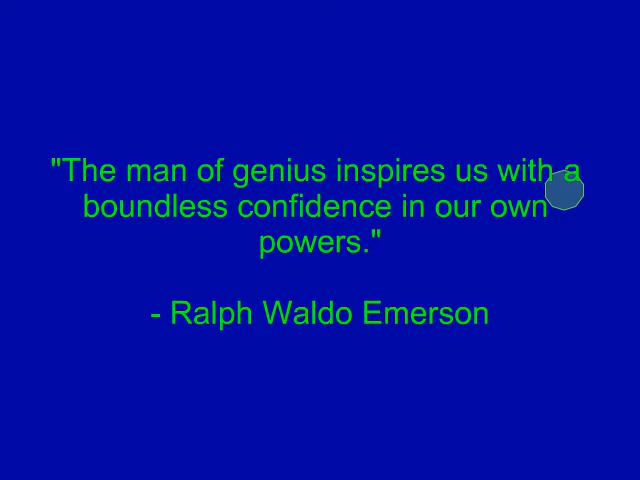 "The man of genius inspires us with a
boundless confidence in our own
powers."
- Ralph Waldo Emerson